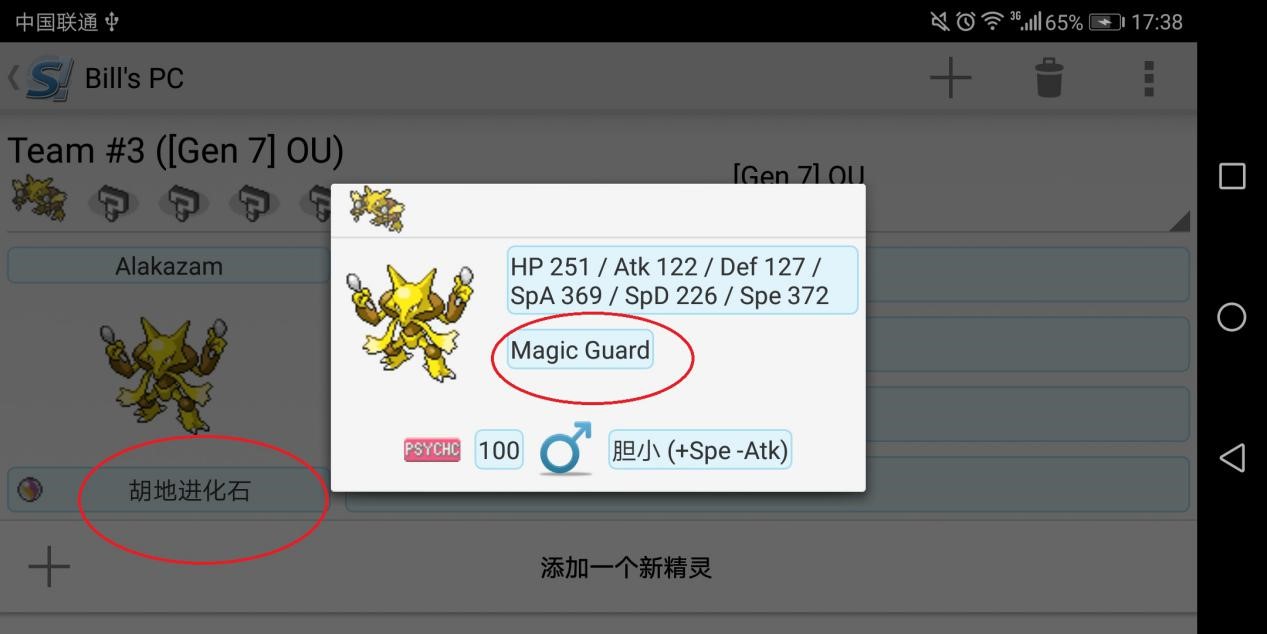 中国联通
3G
65%
17:38
S!
Bill's PC
Team #3 ([Gen 7] OU)
[Gen 7] OU
Alakazam
HP 251 / Atk 122 / Def 127 /
SpA 369 / SpD 226 / Spe 372
Magic Guard
PSYCHC
100
胆小 (+Spe -Atk)
胡地进化石
添加一个新精灵